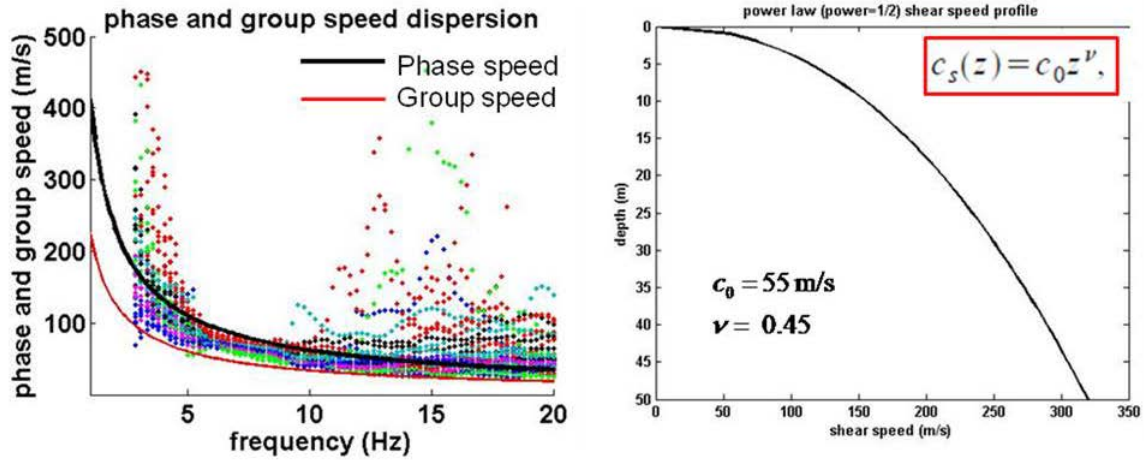 phase and group speed dispersion
phase and group speed (m/s)
500
400
300
200
100
Phase speed
Group speed
5
10
15
20
frequency (Hz)
power law (power=1/2) shear speed profile
c_s(z)=c_0z^ν,
depth (m)
0
5
10
15
20
25
30
35
40
45
50
c_0 = 55 m/s
ν = 0.45
0
50
100
150
200
250
300
350
shear speed (m/s)